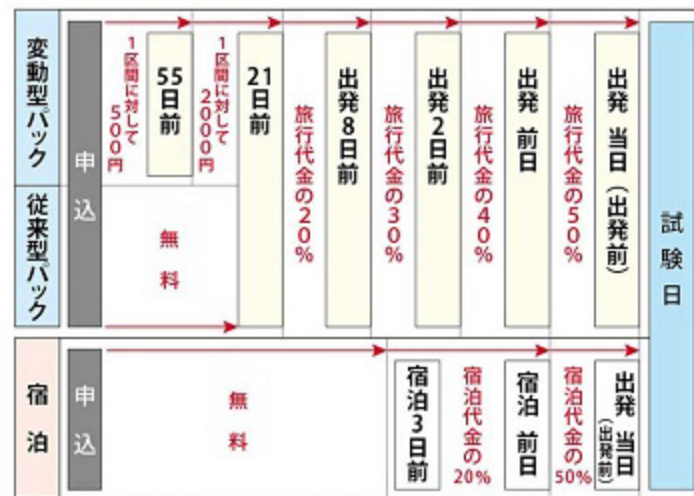 変動型パック
申込
1区間に対して
500円
55日前
1区間に対して
2000円
21日前
旅行代金の20%
出発8日前
旅行代金の30%
出発2日前
旅行代金の40%
出発 前日
旅行代金の50%
出発 当日(出発前)
試験日
従来型パック
無料
宿泊
申込
無料
宿泊3日前
宿泊代金の
20%
宿泊 前日
宿泊代金の
50%
出発 当日
(出発前)